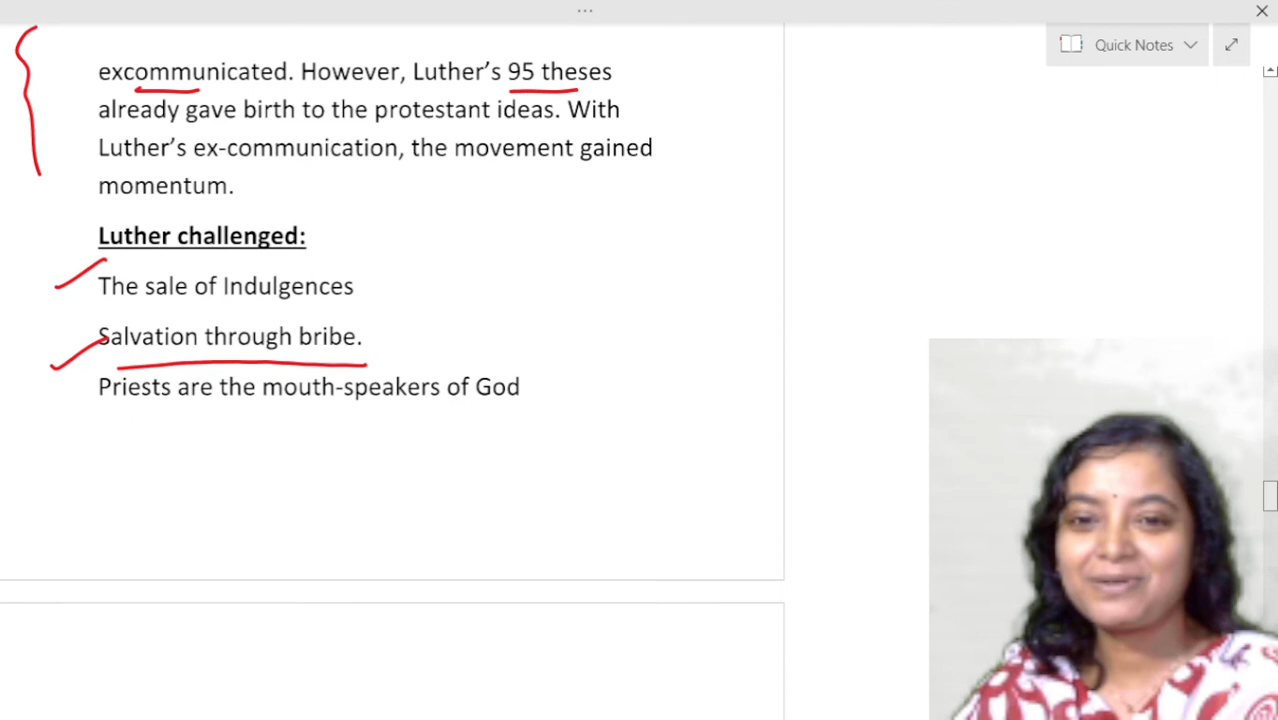 Quick Notes
excommunicated. However, Luther’s 95 theses
already gave birth to the protestant ideas. With
Luther’s ex-communication, the movement gained
momentum.
Luther challenged:
The sale of Indulgences
Salvation through bribe.
Priests are the mouth-speakers of God